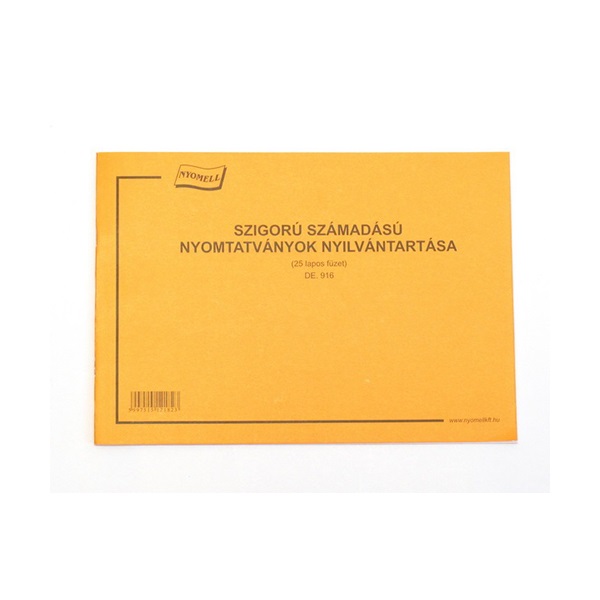 NYOMELL
SZIGORÚ SZÁMADÁSÚ
NYOMTATVÁNYOK NYILVÁNTARTÁSA
(25 lapos füzet)
DE. 916
www.nyomellkft.hu